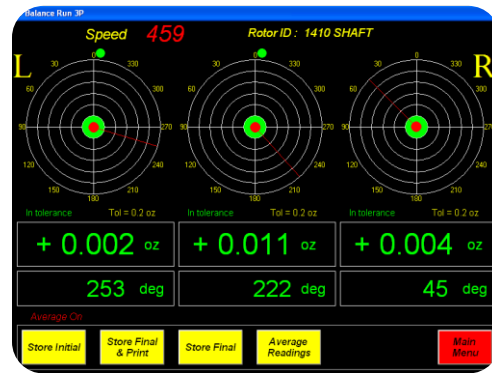 Balance Run 3P
Speed 459 Rotor ID : 1410 SHAFT
L R
0 30 60 90 120 150 180 210 240 270 300
0 30 90 120 150 180 210 240 270 300
0 30 60 90 120 150 180 210 240 27 300 330
In tolerance Tol = 0.2 oz In tolerance Tol = 0.2 oz In tolerance Tol = 0.2 oz
+ 0.002 oz + 0.011 oz + 0.004 oz
253 deg 222 deg 45 deg
Average On
Store Initial Store Final & Print Store Final Average Readings Main Menu